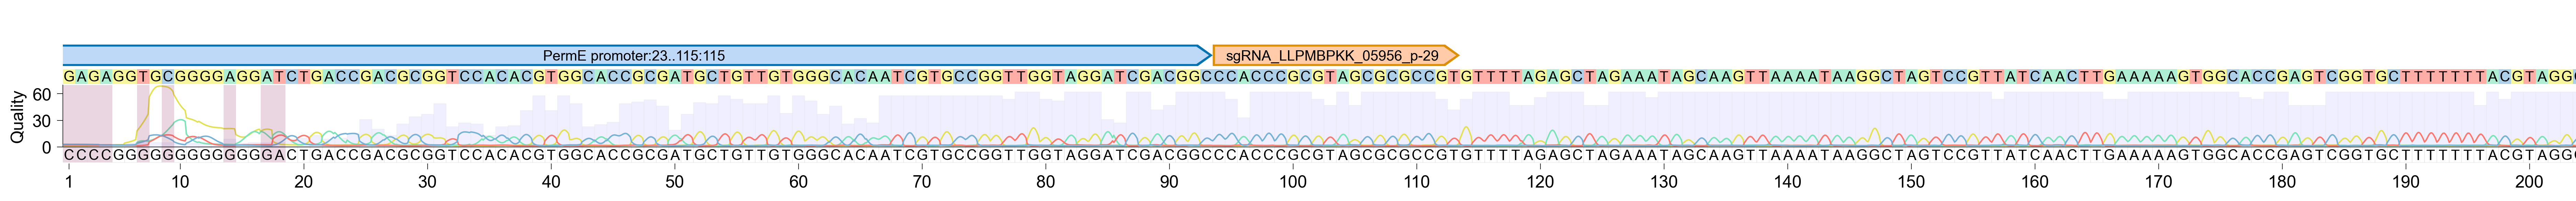 PermE promoter:23..115:115
sgRNA_LLPMBPKK_05956_p-29
GAGAGGTGCGGGGAGGATCTGACCGACGCGGTCCACACGTGGCACCGCGATGCTGTTGTGGGCACAATCGTGCCGGTTGGTAGGATCGACGGCCCACCCGCGTAGCGCGCCGTGTTTTAGAGCTAGAAATAGCAAGTTAAAATAAGGCTAGTCCGTTATCAACTTGAAAAAGTGGCACCGAGTCGGTGCTTTTTTTACGTAGG
Quality
60
30
0
CCCCGGGGGGGGGGGGGACTGACCGACGCGGTCCACACGTGGCACCGCGATGCTGTTGTGGGCACAATCGTGCCGGTTGGTAGGATCGACGGCCCACCCGCGTAGCGCGCCGTGTTTTAGAGCTAGAAATAGCAAGTTAAAATAAGGCTAGTCCGTTATCAACTTGAAAAAGTGGCACCGAGTCGGTGCTTTTTTTACGTAGG
1 10 20 30 40 50 60 70 80 90 100 110 120 130 140 150 160 170 180 190 200